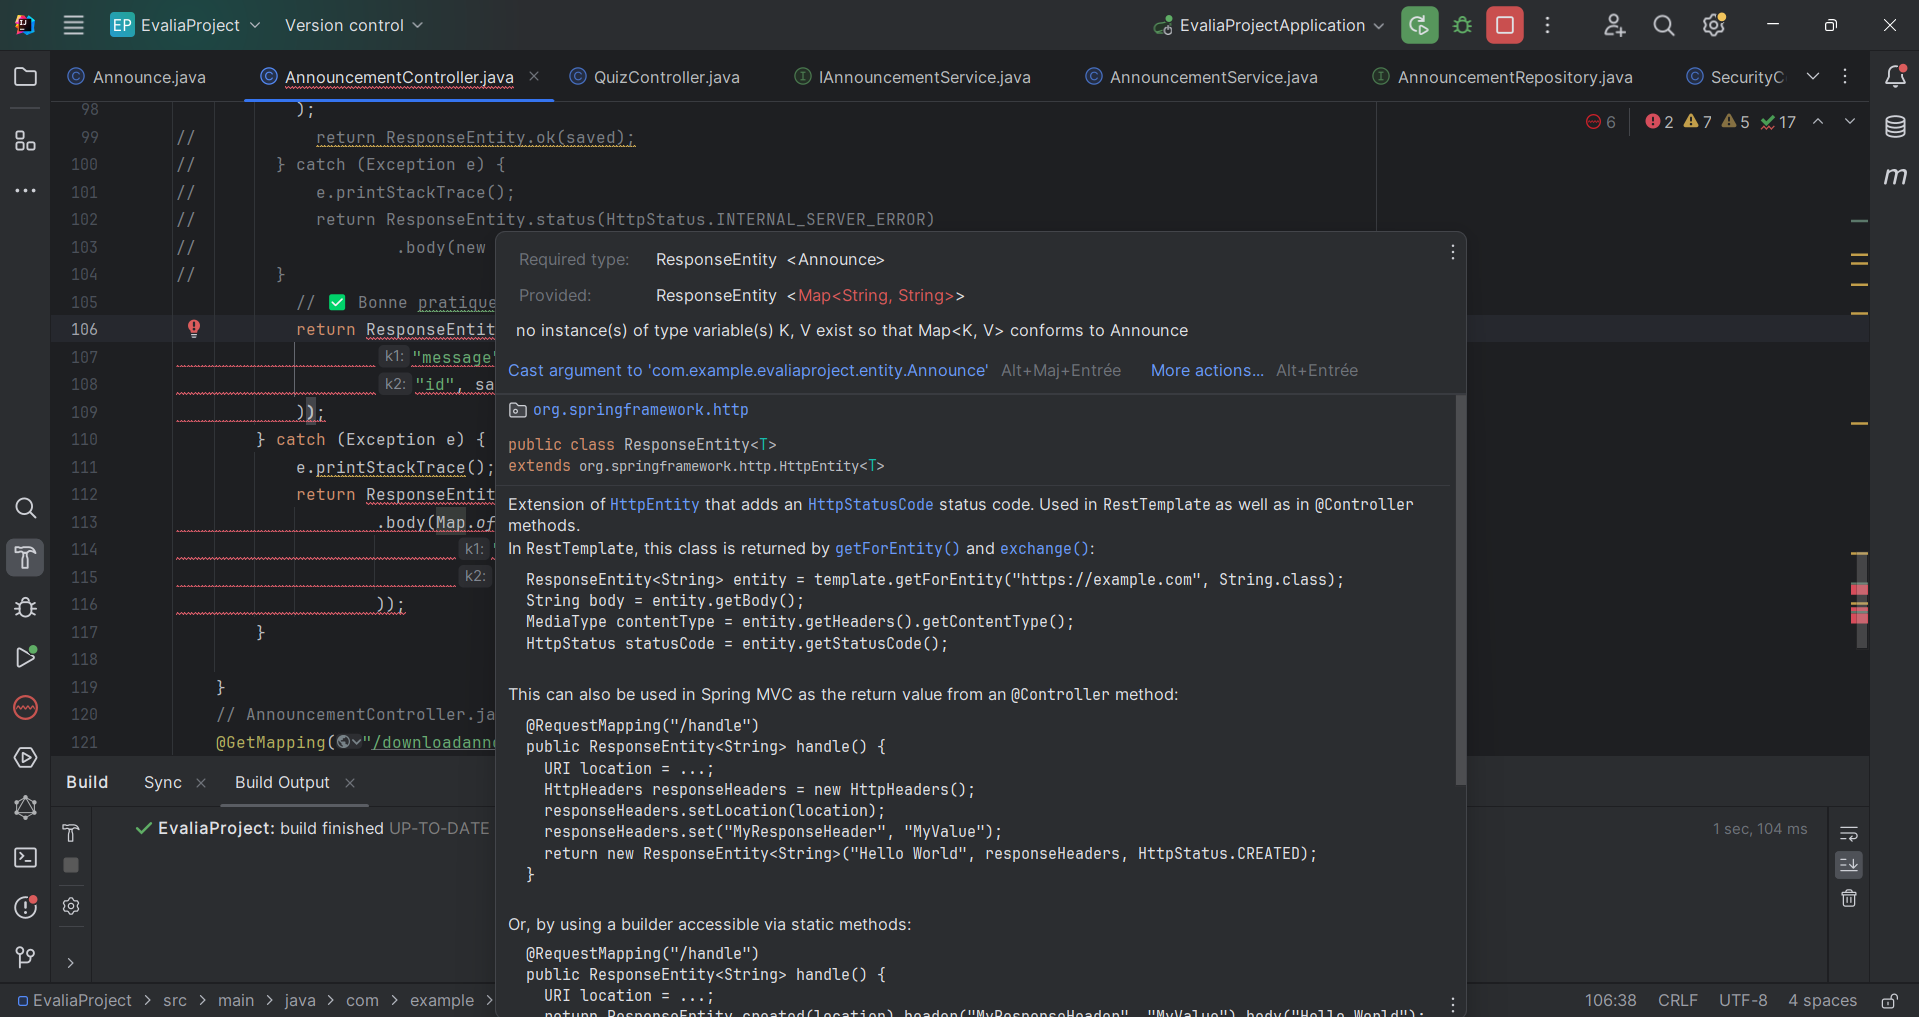 EP EvaliaProject Version control EvaliaProjectApplication
Announce.java AnnouncementController.java QuizController.java IAnnouncementService.java AnnouncementService.java AnnouncementRepository.java SecurityC
6 2 7 5 17
98 );
99 // return ResponseEntity.ok(saved);
100 // } catch (Exception e) {
101 // e.printStackTrace();
102 // return ResponseEntity.status(HttpStatus.INTERNAL_SERVER_ERROR)
103 // .body(new
104 // }
105 // ✅ Bonne pratique
106 return ResponseEntit
107 k1: "message"
108 k2: "id", sa
109 ));
110 } catch (Exception e) {
111 e.printStackTrace();
112 return ResponseEntit
113 .body(Map.of
114 k1: "
115 k2:
116 ));
117 }
118
119 }
120 // AnnouncementController.ja
121 @GetMapping("/downloadanno
Required type: ResponseEntity <Announce>
Provided: ResponseEntity <Map<String, String>>
no instance(s) of type variable(s) K, V exist so that Map<K, V> conforms to Announce
Cast argument to 'com.example.evaliaproject.entity.Announce' Alt+Maj+Entrée More actions... Alt+Entrée
org.springframework.http
public class ResponseEntity<T>
extends org.springframework.http.HttpEntity<T>
Extension of HttpEntity that adds an HttpStatusCode status code. Used in RestTemplate as well as in @Controller
methods.
In RestTemplate, this class is returned by getForEntity() and exchange():
ResponseEntity<String> entity = template.getForEntity("https://example.com", String.class);
String body = entity.getBody();
MediaType contentType = entity.getHeaders().getContentType();
HttpStatus statusCode = entity.getStatusCode();
This can also be used in Spring MVC as the return value from an @Controller method:
@RequestMapping("/handle")
public ResponseEntity<String> handle() {
URI location = ...;
HttpHeaders responseHeaders = new HttpHeaders();
responseHeaders.setLocation(location);
responseHeaders.set("MyResponseHeader", "MyValue");
return new ResponseEntity<String>("Hello World", responseHeaders, HttpStatus.CREATED);
}
Or, by using a builder accessible via static methods:
@RequestMapping("/handle")
public ResponseEntity<String> handle() {
URI location = ...;
return ResponseEntity.created(location).header("MyResponseHeader", "MyValue").body("Hello World");
Build Sync Build Output
EvaliaProject: build finished UP-TO-DATE 1 sec, 104 ms
EvaliaProject > src > main > java > com > example > 106:38 CRLF UTF-8 4 spaces